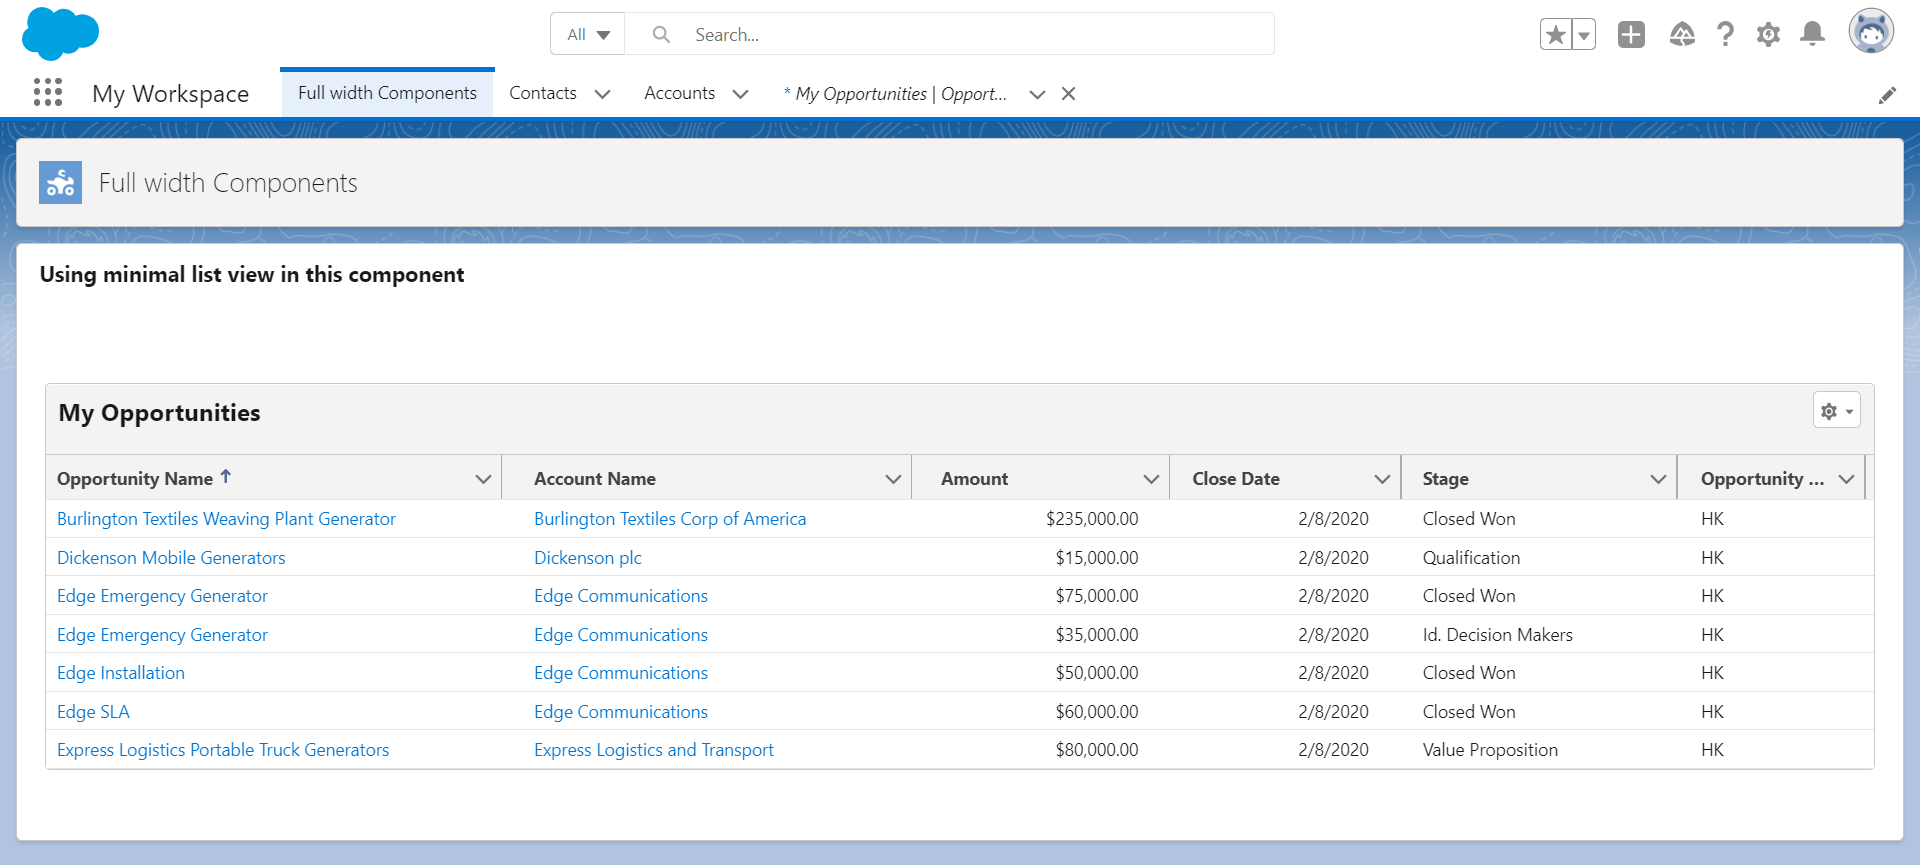 All Search...
My Workspace Full width Components Contacts Accounts * My Opportunities | Opport...
Full width Components
Using minimal list view in this component
My Opportunities
Opportunity Name Account Name Amount Close Date Stage Opportunity ...
Burlington Textiles Weaving Plant Generator Burlington Textiles Corp of America $235,000.00 2/8/2020 Closed Won HK
Dickenson Mobile Generators Dickenson plc $15,000.00 2/8/2020 Qualification HK
Edge Emergency Generator Edge Communications $75,000.00 2/8/2020 Closed Won HK
Edge Emergency Generator Edge Communications $35,000.00 2/8/2020 Id. Decision Makers HK
Edge Installation Edge Communications $50,000.00 2/8/2020 Closed Won HK
Edge SLA Edge Communications $60,000.00 2/8/2020 Closed Won HK
Express Logistics Portable Truck Generators Express Logistics and Transport $80,000.00 2/8/2020 Value Proposition HK